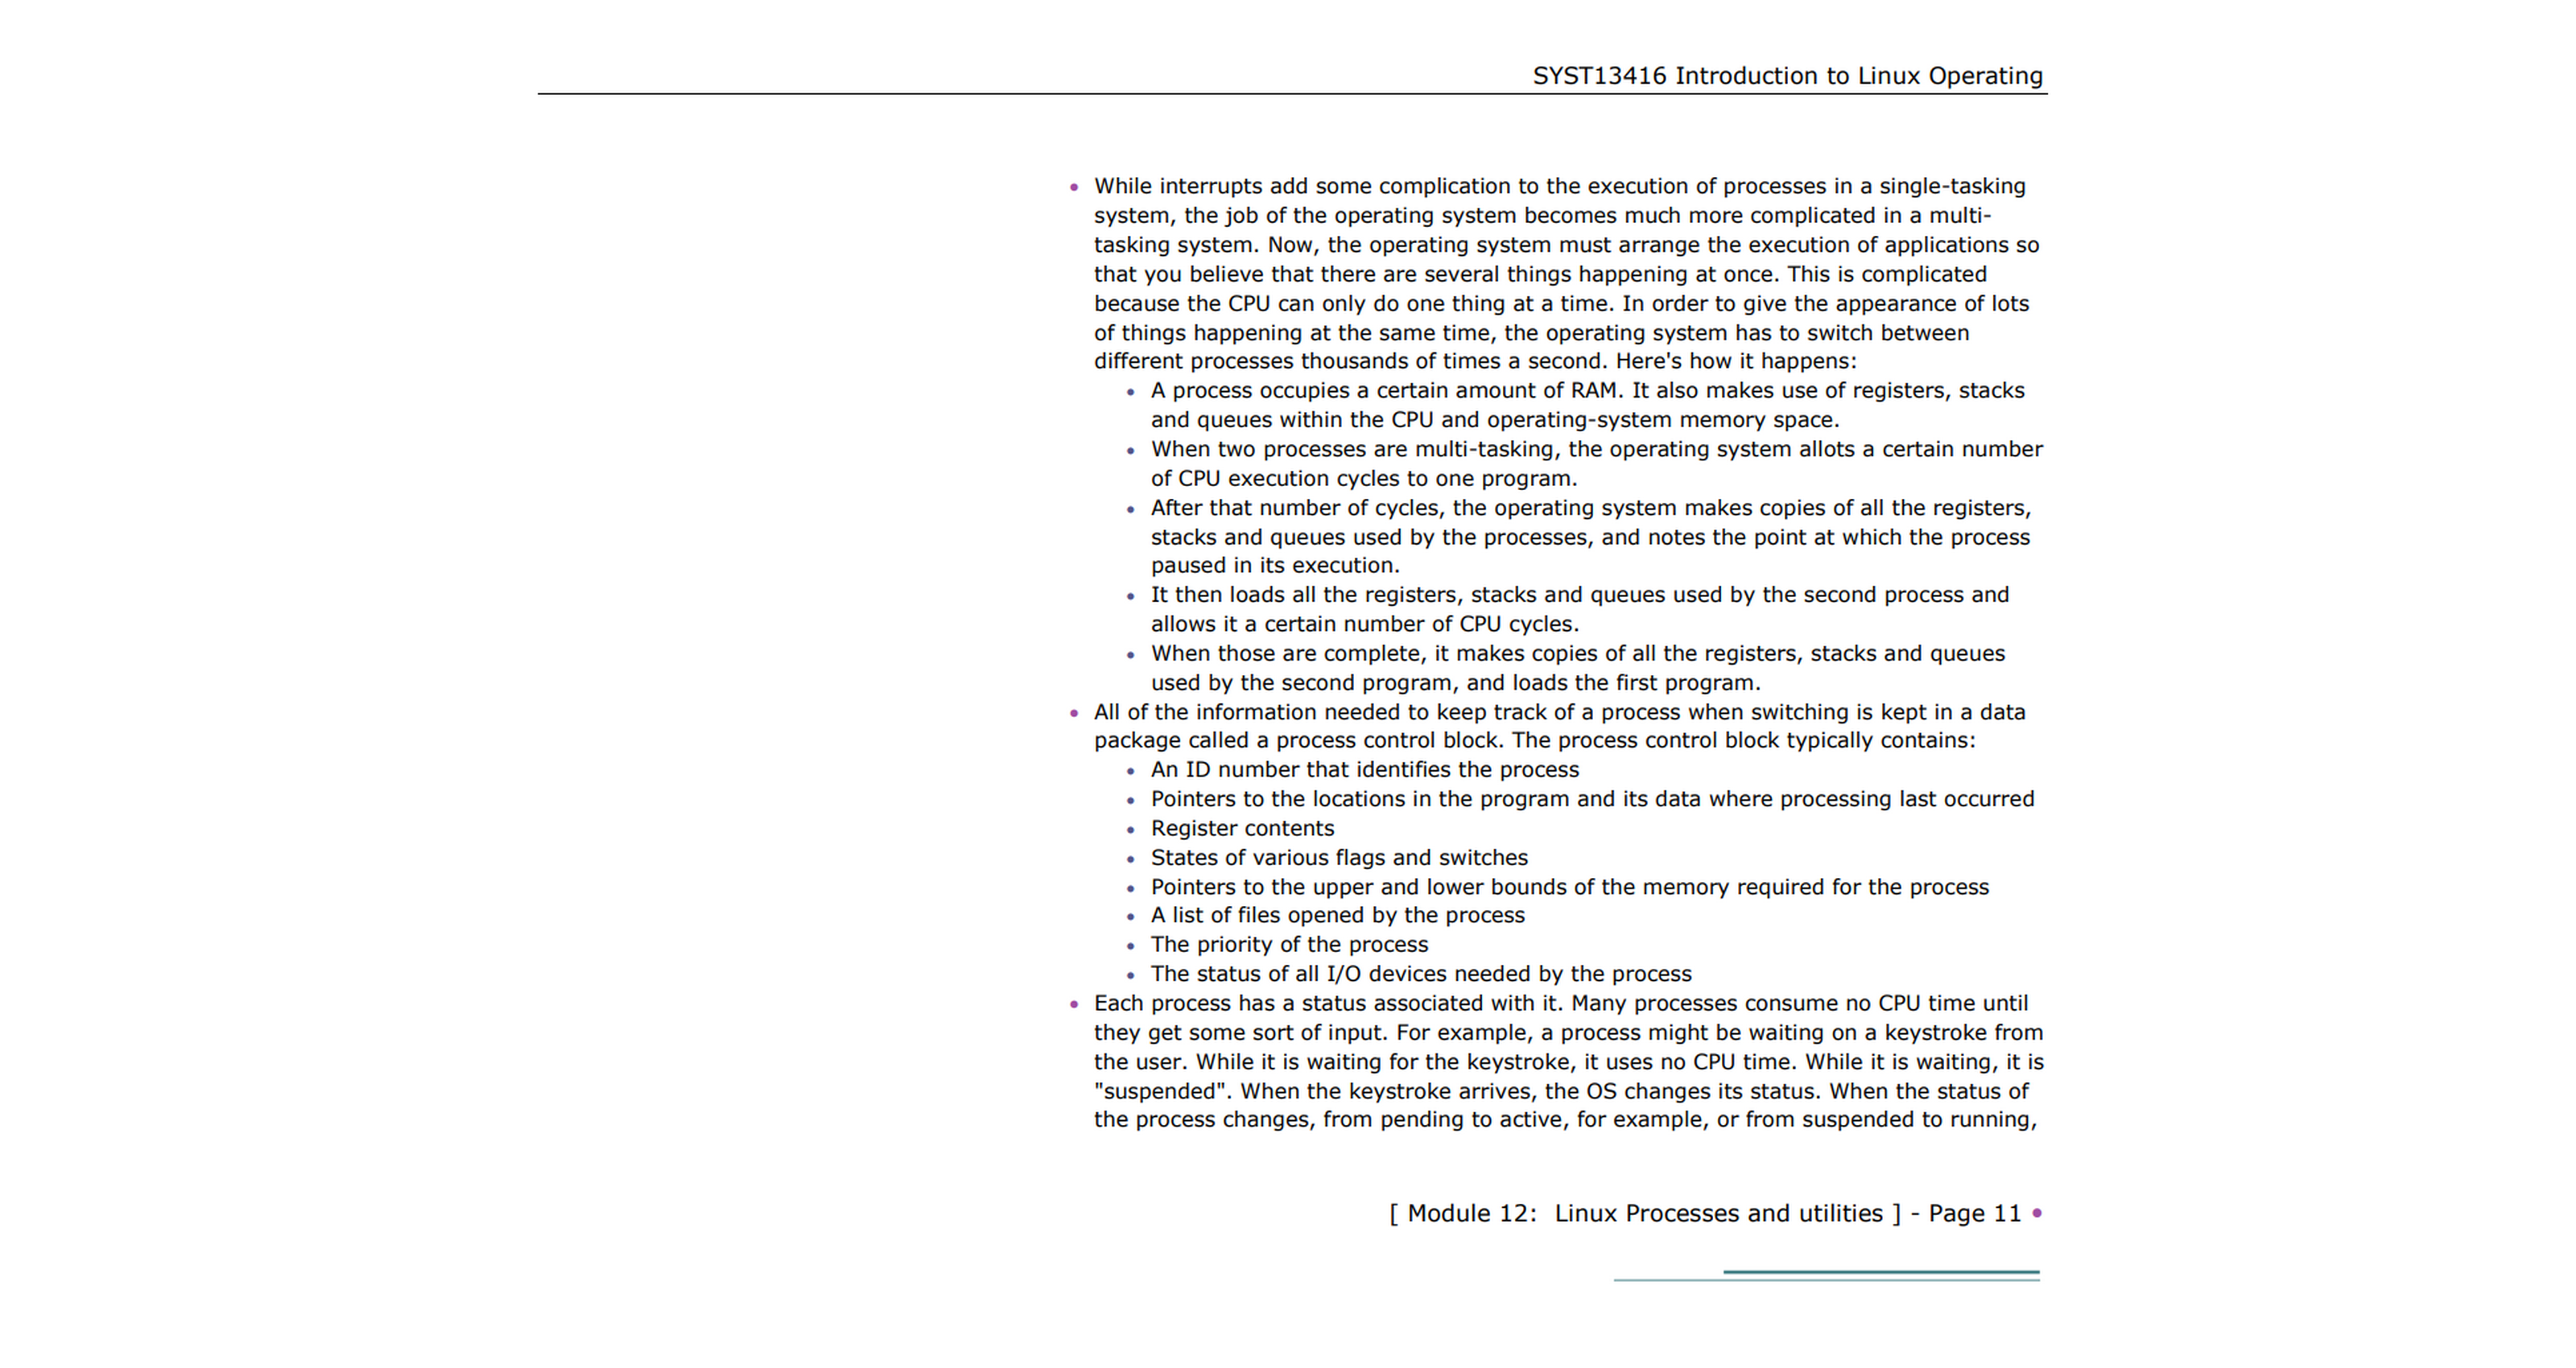 SYST13416 Introduction to Linux Operating
• While interrupts add some complication to the execution of processes in a single-tasking
system, the job of the operating system becomes much more complicated in a multi-
tasking system. Now, the operating system must arrange the execution of applications so
that you believe that there are several things happening at once. This is complicated
because the CPU can only do one thing at a time. In order to give the appearance of lots
of things happening at the same time, the operating system has to switch between
different processes thousands of times a second. Here's how it happens:
• A process occupies a certain amount of RAM. It also makes use of registers, stacks
and queues within the CPU and operating-system memory space.
• When two processes are multi-tasking, the operating system allots a certain number
of CPU execution cycles to one program.
• After that number of cycles, the operating system makes copies of all the registers,
stacks and queues used by the processes, and notes the point at which the process
paused in its execution.
• It then loads all the registers, stacks and queues used by the second process and
allows it a certain number of CPU cycles.
• When those are complete, it makes copies of all the registers, stacks and queues
used by the second program, and loads the first program.
• All of the information needed to keep track of a process when switching is kept in a data
package called a process control block. The process control block typically contains:
• An ID number that identifies the process
• Pointers to the locations in the program and its data where processing last occurred
• Register contents
• States of various flags and switches
• Pointers to the upper and lower bounds of the memory required for the process
• A list of files opened by the process
• The priority of the process
• The status of all I/O devices needed by the process
• Each process has a status associated with it. Many processes consume no CPU time until
they get some sort of input. For example, a process might be waiting on a keystroke from
the user. While it is waiting for the keystroke, it uses no CPU time. While it is waiting, it is
"suspended". When the keystroke arrives, the OS changes its status. When the status of
the process changes, from pending to active, for example, or from suspended to running,
[ Module 12: Linux Processes and utilities ] - Page 11 •